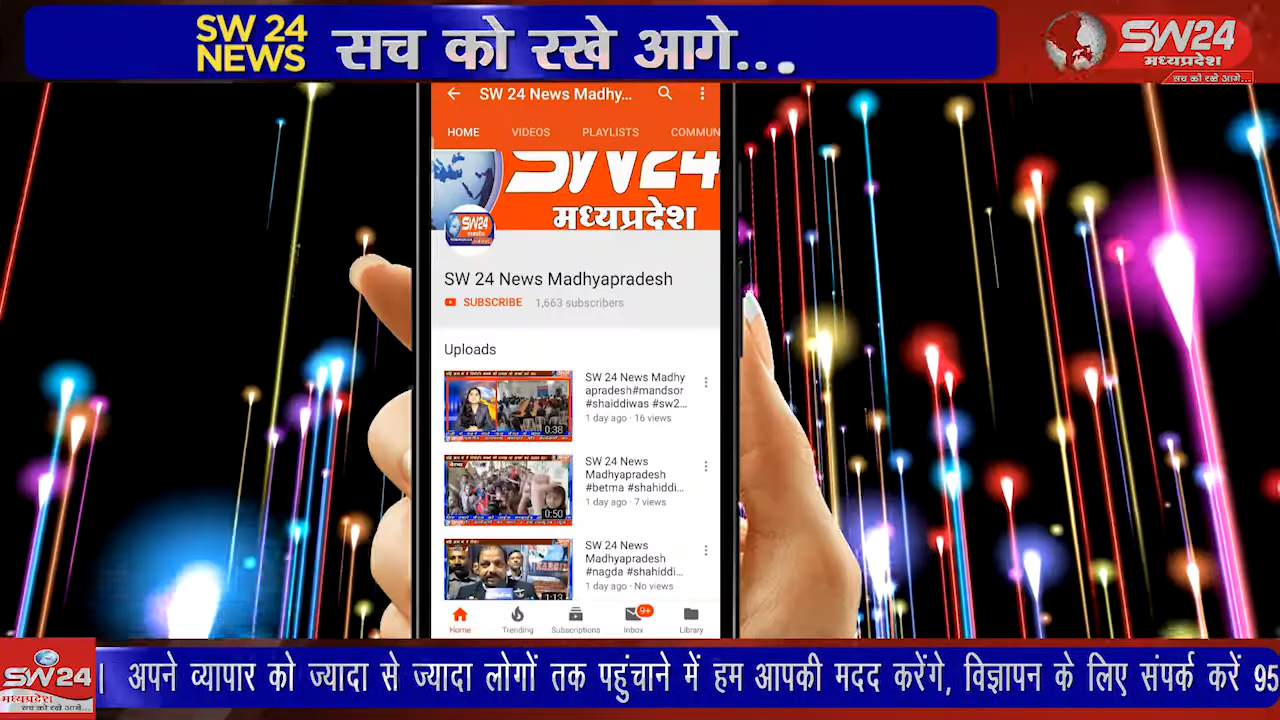 SW 24
NEWS
सच को रखे आगे...
SW24
मध्यप्रदेश
सच को रखे आगे...
SW 24 News Madhy...
HOME VIDEOS PLAYLISTS COMMUN
SW24
मध्यप्रदेश
SW24
SW 24 News Madhyapradesh
SUBSCRIBE 1,663 subscribers
Uploads
SW 24 News Madhy
apradesh#mandsor
#shaiddiwas #sw2...
1 day ago · 16 views
0:38
SW 24 News
Madhyapradesh
#betma #shahiddi...
1 day ago · 7 views
0:50
SW 24 News
Madhyapradesh
#nagda #shahiddi...
1 day ago · No views
1:13
9+
Home Trending Subscriptions Inbox Library
SW24
मध्यप्रदेश
सच को रखे आगे...
। अपने व्यापार को ज्यादा से ज्यादा लोगों तक पहुंचाने में हम आपकी मदद करेंगे, विज्ञापन के लिए संपर्क करें 95